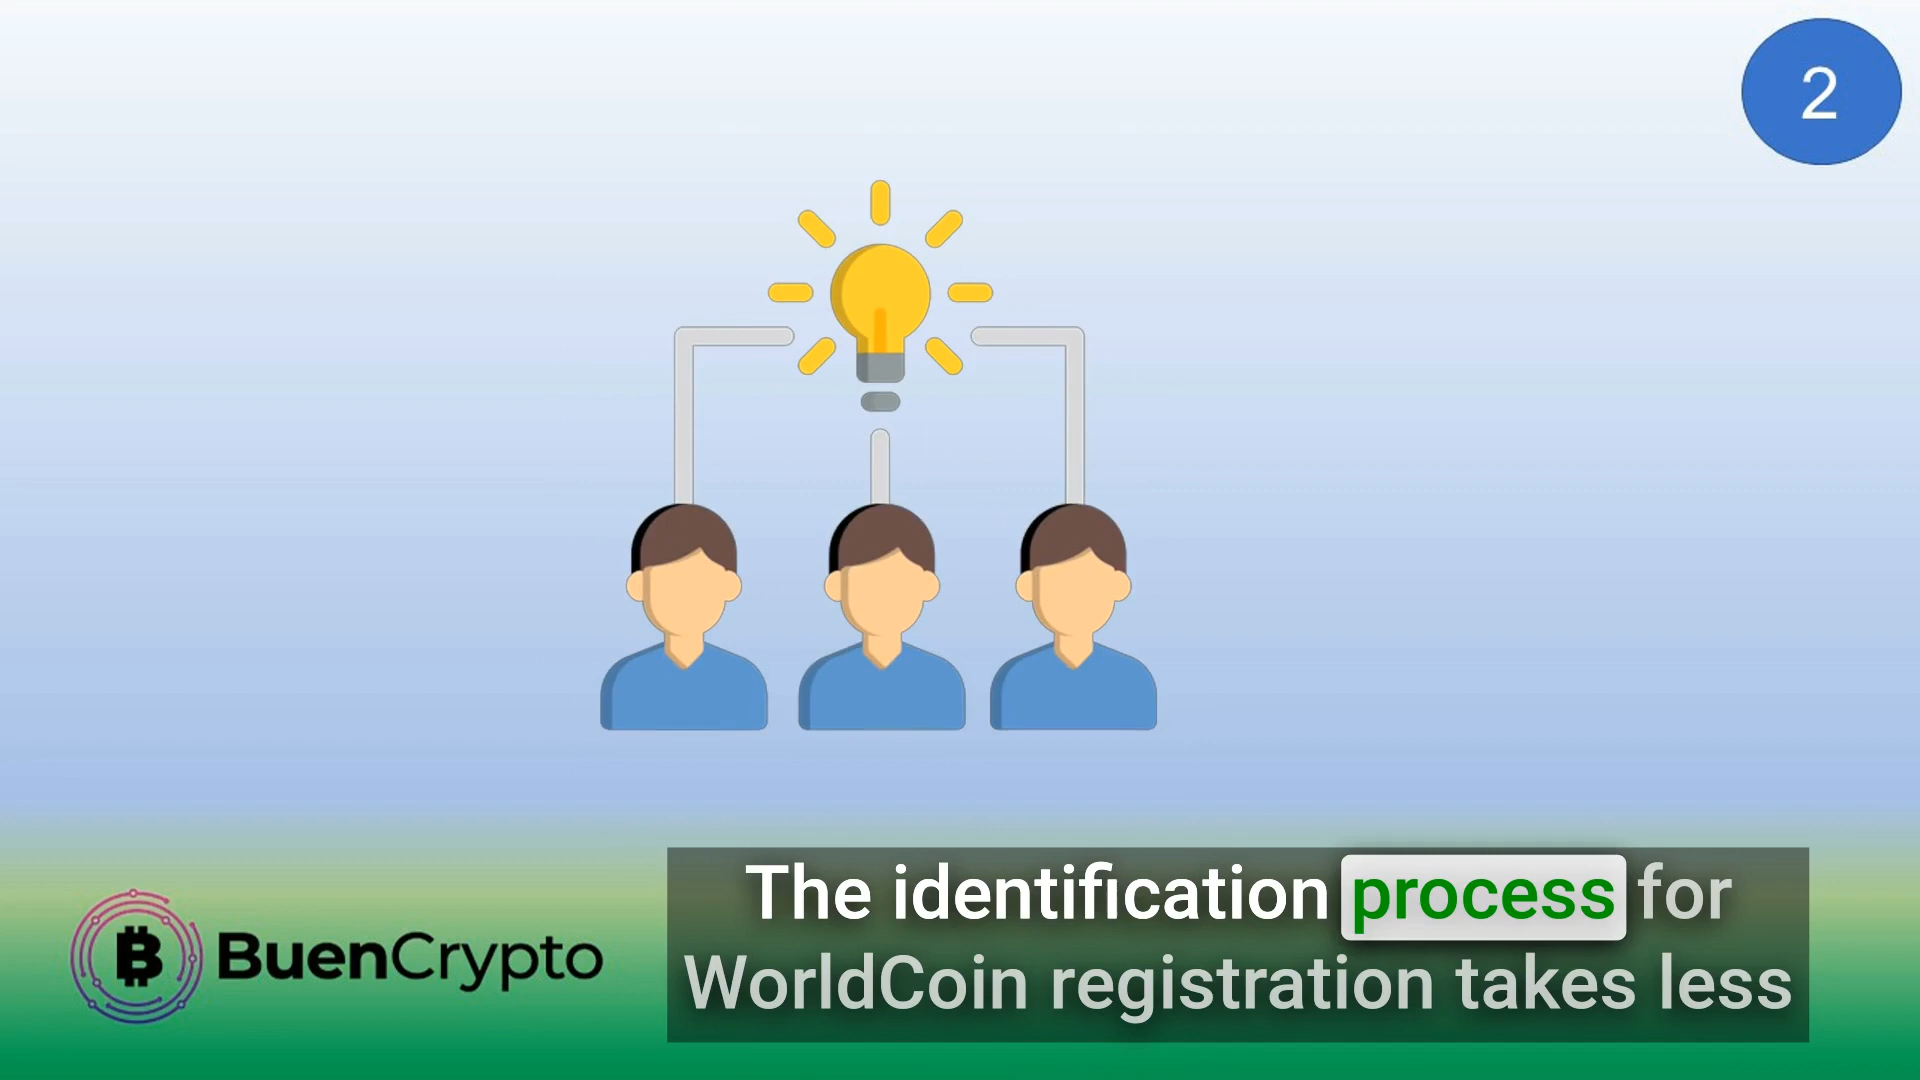 2
The identification process for
WorldCoin registration takes less
BuenCrypto